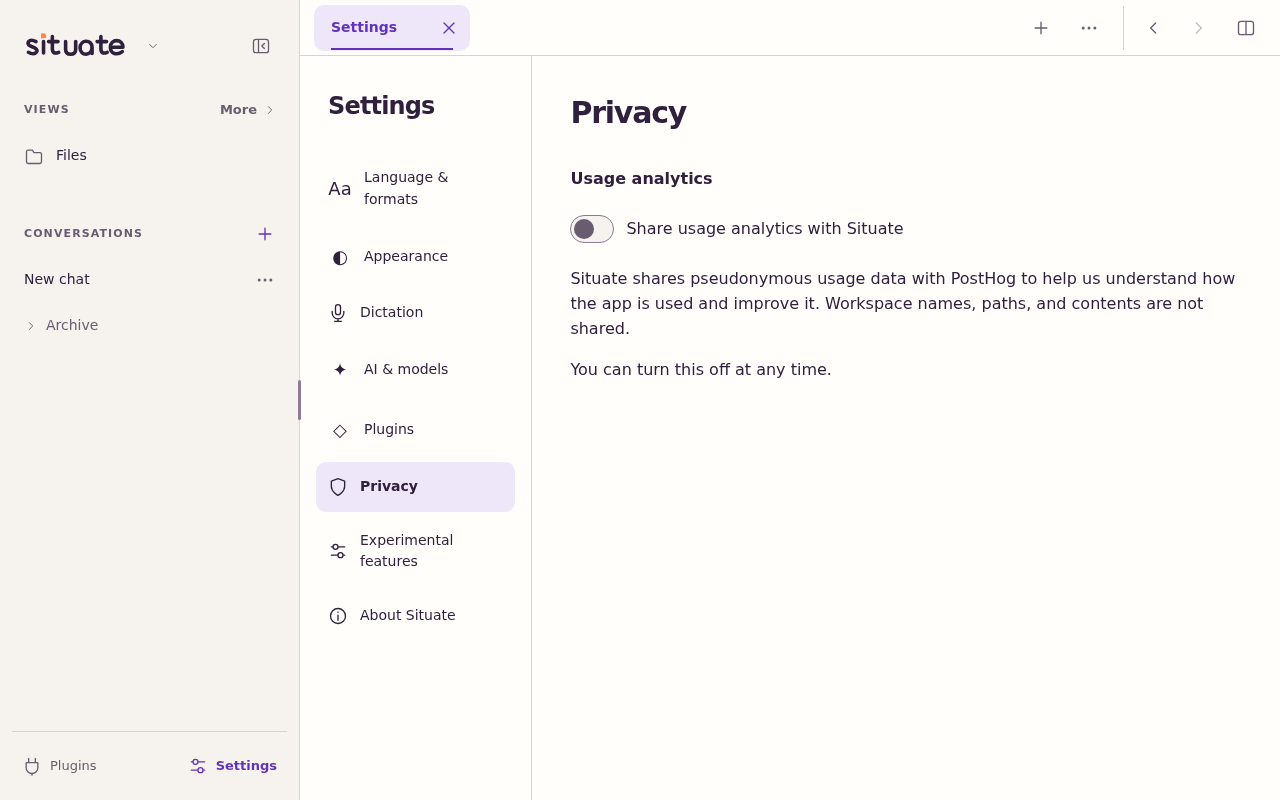 situate
VIEWS
More
Files
CONVERSATIONS
New chat
Archive
Plugins
Settings
Settings
Settings
Aa
Language &
formats
Appearance
Dictation
AI & models
Plugins
Privacy
Experimental
features
About Situate
Privacy
Usage analytics
Share usage analytics with Situate
Situate shares pseudonymous usage data with PostHog to help us understand how
the app is used and improve it. Workspace names, paths, and contents are not
shared.
You can turn this off at any time.